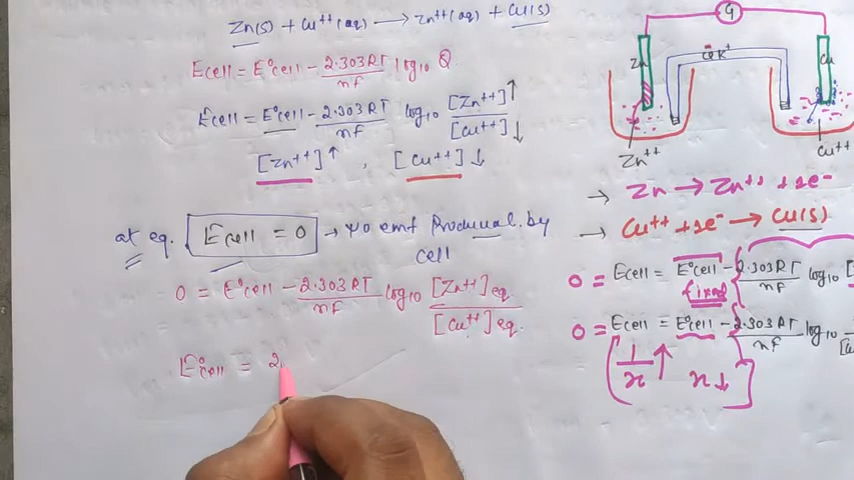 Zn(s) + Cu⁺⁺(aq) → Zn⁺⁺(aq) + Cu(s)
Ecell = E°cell - 2.303RT/nF log₁₀ Q
Ecell = E°cell - 2.303RT/nF log₁₀ [Zn⁺⁺]↑/[Cu⁺⁺]↓
[Zn⁺⁺]↑ , [Cu⁺⁺]↓
at eq. Ecell = 0 → no emf by
cell
0 = E°cell - 2.303RT/nF log₁₀ [Zn⁺⁺]eq/[Cu⁺⁺]eq.
E°cell = 2
G
Zn
Cu
Zn⁺⁺
Cu⁺⁺
→ Zn → Zn⁺⁺ + 2e⁻
→ Cu⁺⁺ + 2e⁻ → Cu(s)
0 = Ecell = E°cell - 2.303RT/nF log₁₀
fixed
0 = Ecell = E°cell - 2.303RT/nF log₁₀
1/x ↑ x↓